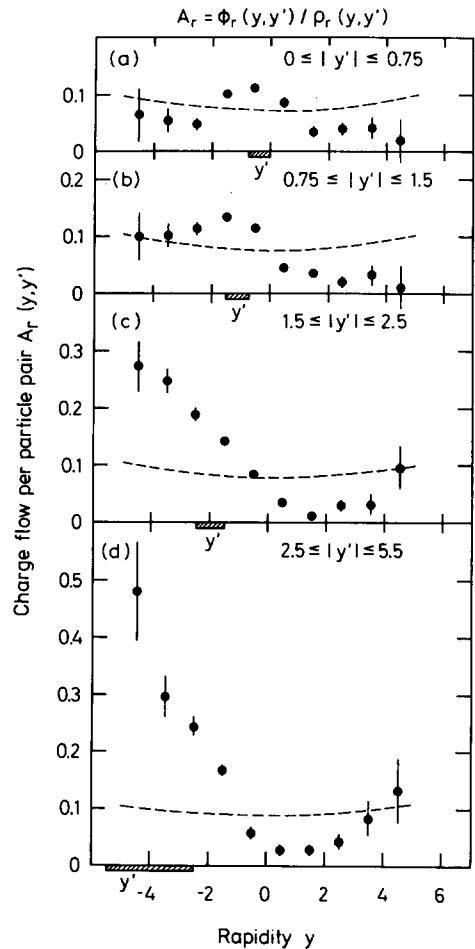 A_r = Φ_r (y,y') / ρ_r (y,y')
(a) 0 ≤ | y' | ≤ 0.75
0.1
0
y'
(b) 0.75 ≤ | y' | ≤ 1.5
0.2
0.1
0
y'
(c) 1.5 ≤ | y' | ≤ 2.5
0.3
0.2
0.1
0
y'
(d) 2.5 ≤ | y' | ≤ 5.5
0.5
0.4
0.3
0.2
0.1
0
y'
-4 -2 0 2 4 6
Rapidity y
Charge flow per particle pair A_r (y,y')